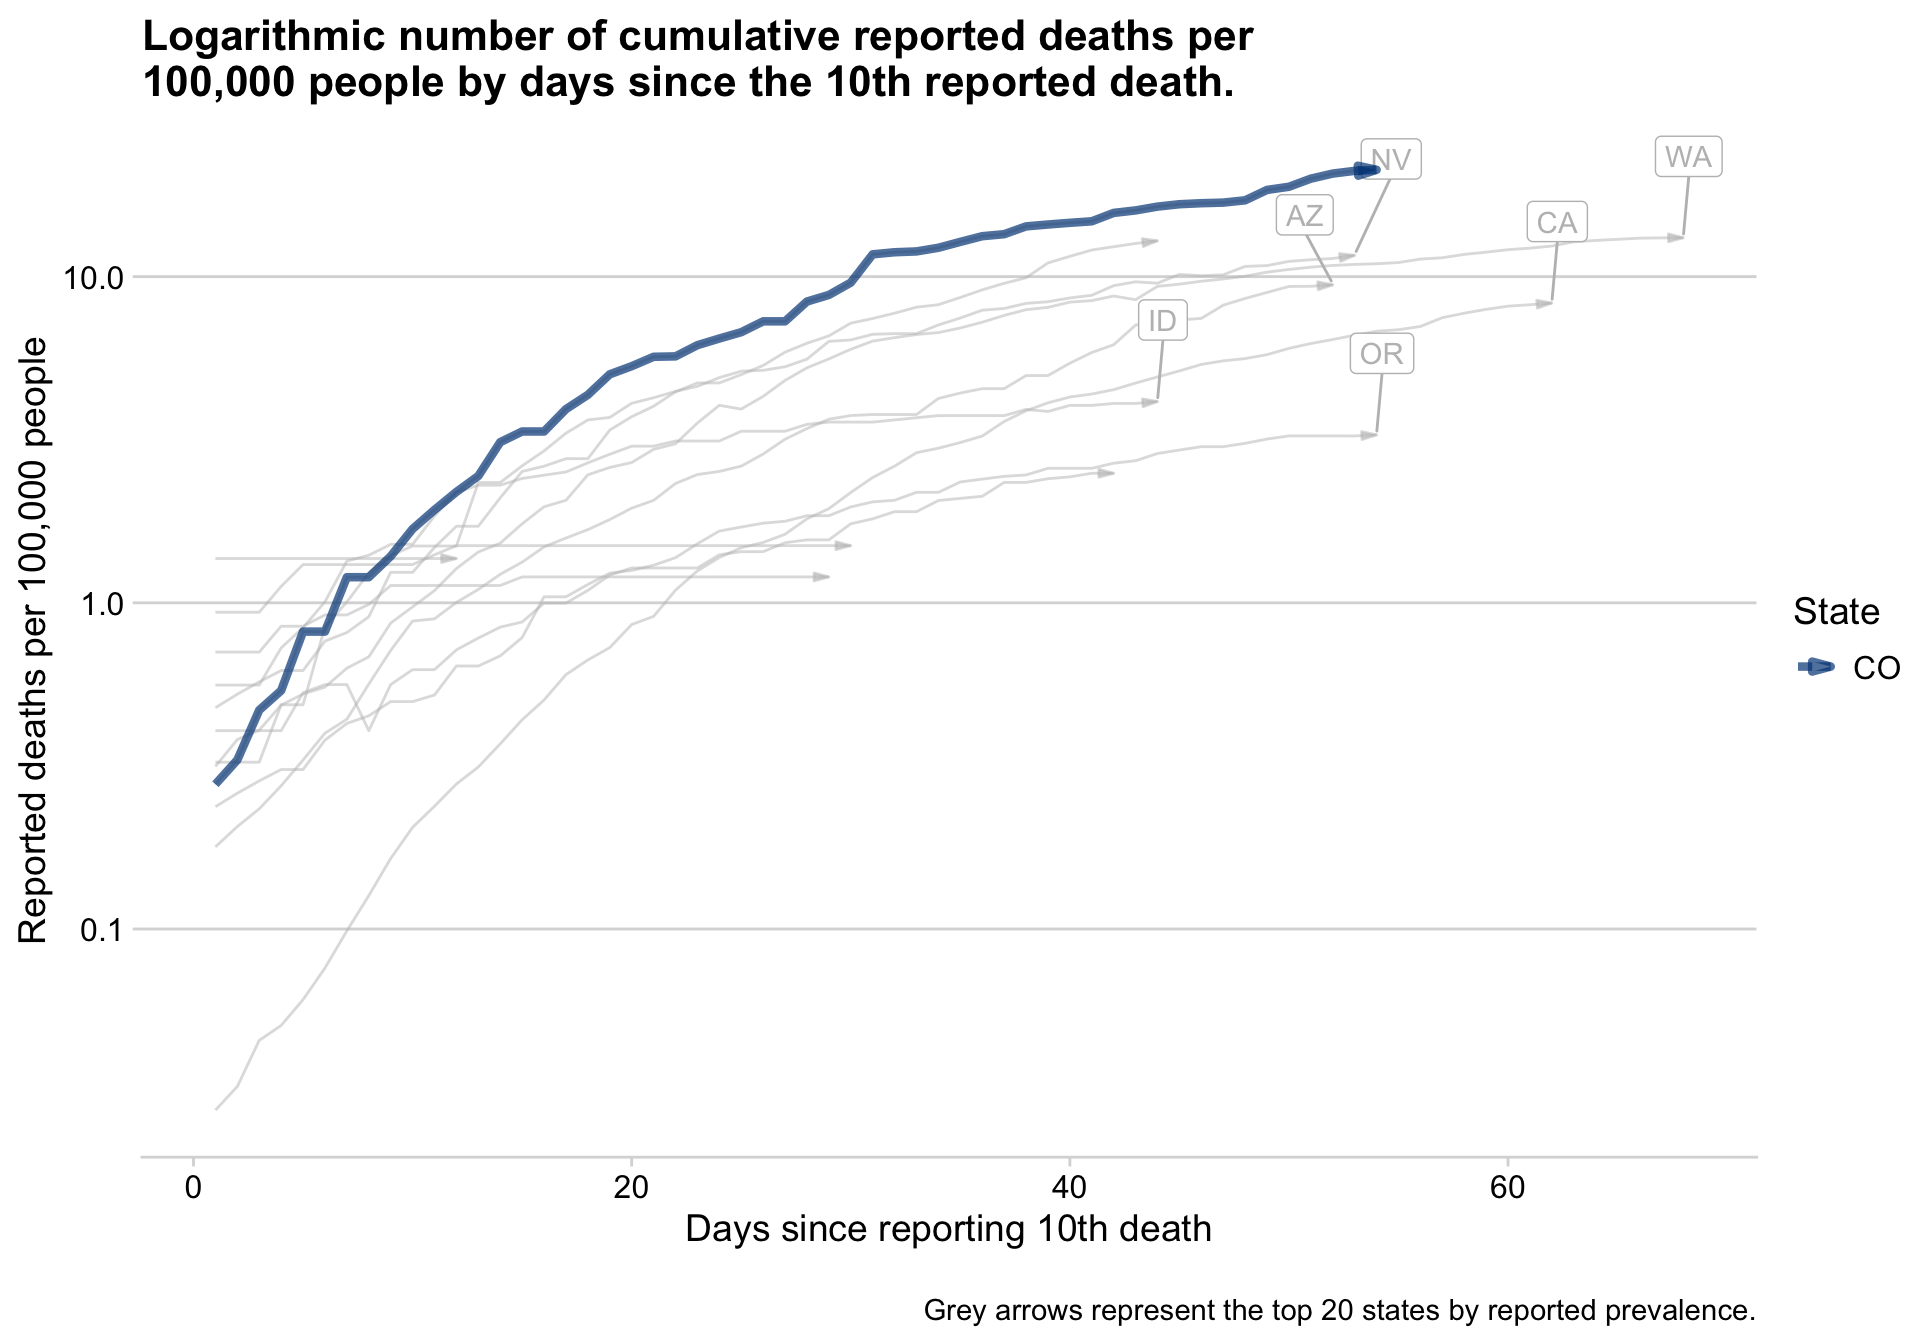 Logarithmic number of cumulative reported deaths per
100,000 people by days since the 10th reported death.
NV
WA
AZ
CA
ID
OR
10.0
1.0
0.1
Reported deaths per 100,000 people
0
20
40
60
Days since reporting 10th death
State
CO
Grey arrows represent the top 20 states by reported prevalence.